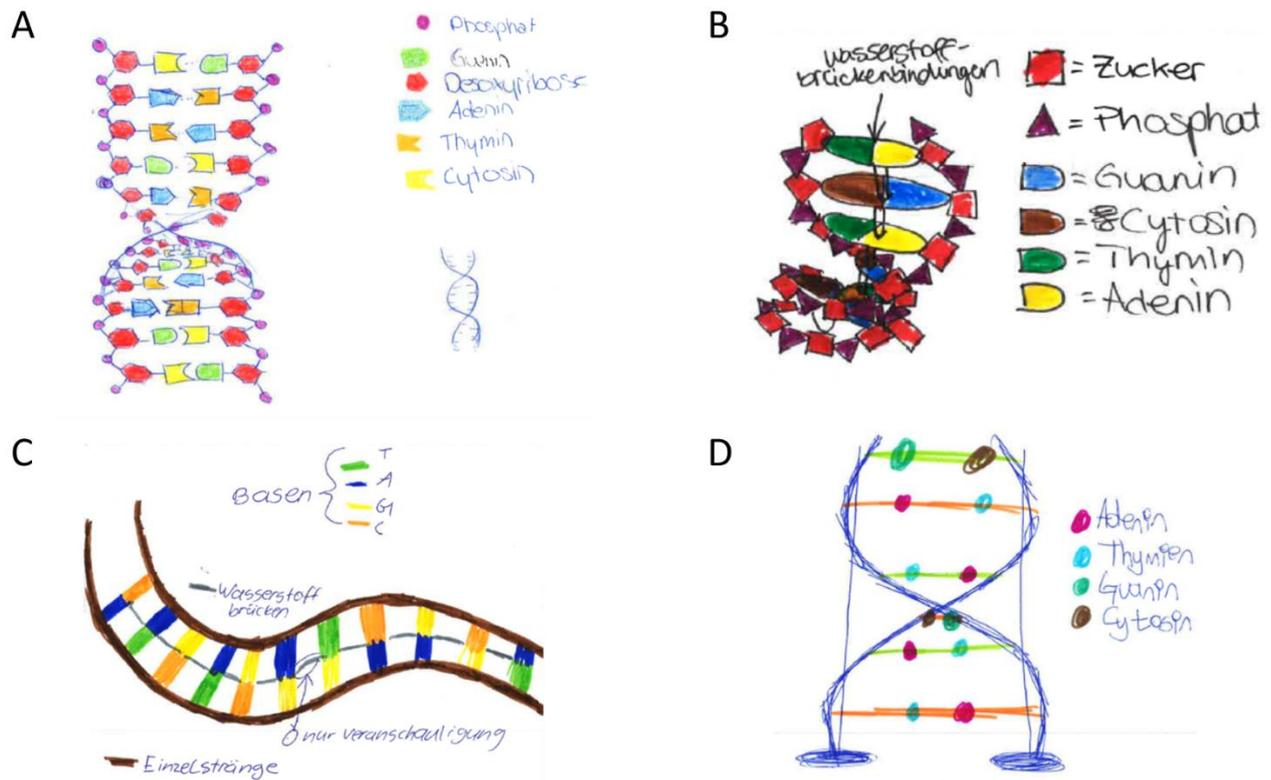 A
Phosphat
Guanin
Desoxyribose
Adenin
Thymin
Cytosin
B
Wasserstoff-
brückenbindungen
= Zucker
= Phosphat
= Guanin
= Cytosin
= Thymin
= Adenin
C
Basen
T
A
G
C
Wasserstoff
brücken
nur veranschauligung
Einzelstränge
D
Adenin
Thymien
Guanin
Cytosin